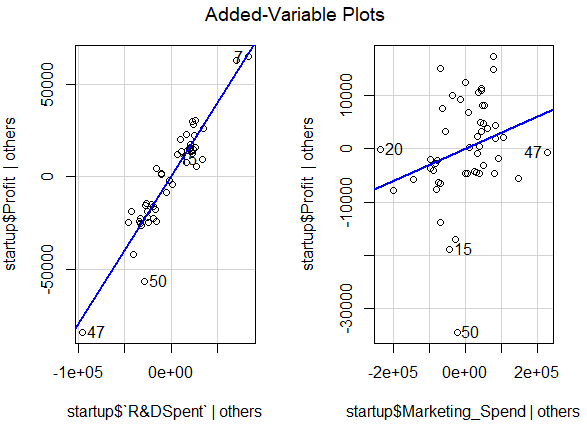 Added-Variable Plots
startup$Profit | others
50000
0
-50000
7
50
47
-1e+05
0e+00
startup$`R&DSpent` | others
startup$Profit | others
10000
0
-10000
-30000
20
47
15
50
-2e+05
0e+00
2e+05
startup$Marketing_Spend | others